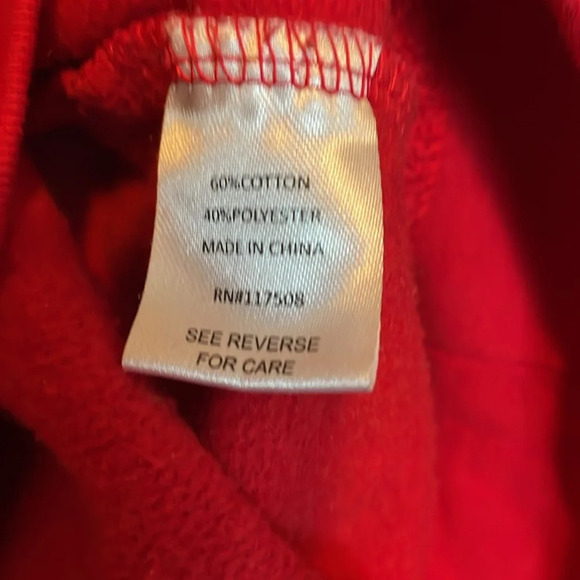 60%COTTON
40%POLYESTER
MADE IN CHINA
RN#117508
SEE REVERSE
FOR CARE